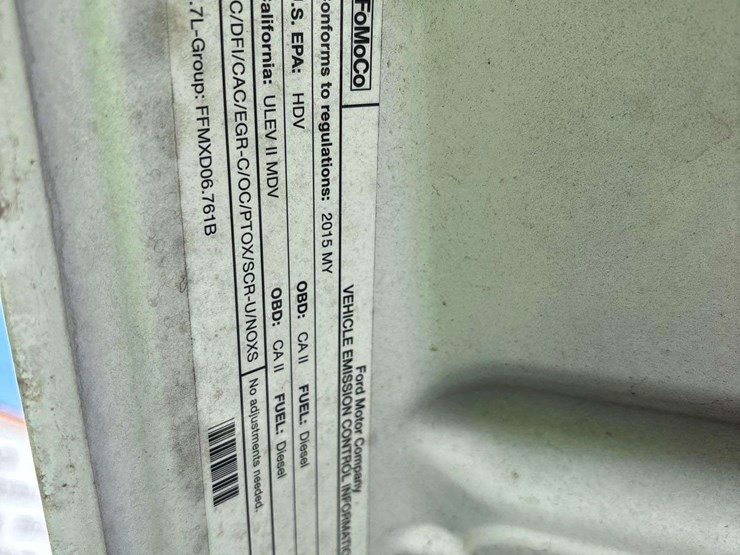 FoMoCo
Ford Motor Company
VEHICLE EMISSION CONTROL INFORMATIO
onforms to regulations: 2015 MY
.S. EPA: HDV OBD: CA II FUEL: Diesel
alifornia: ULEV II MDV OBD: CA II FUEL: Diesel
C/DFI/CAC/EGR-C/OC/PTOX/SCR-U/NOXS No adjustments needed.
.7L-Group: FFMXD06.761B